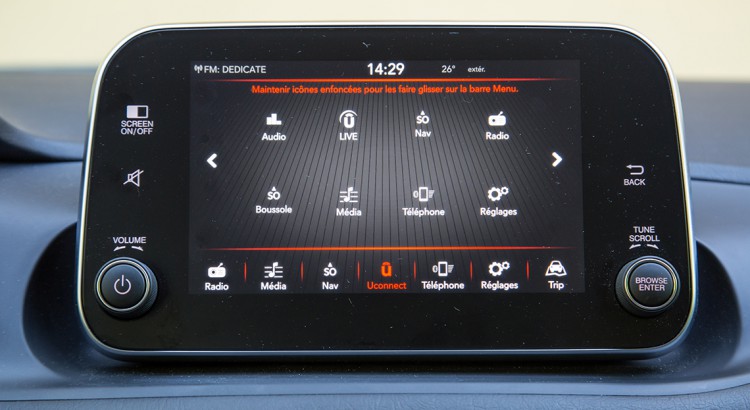 FM: DEDICATE 14:29 26° extér.
Maintenir icônes enfoncées pour les faire glisser sur la barre Menu.
SCREEN
ON/OFF
Audio LIVE Nav Radio
BACK
Boussole Média Téléphone Réglages
VOLUME
TUNE
SCROLL
Radio Média Nav Uconnect Téléphone Réglages Trip
BROWSE
ENTER